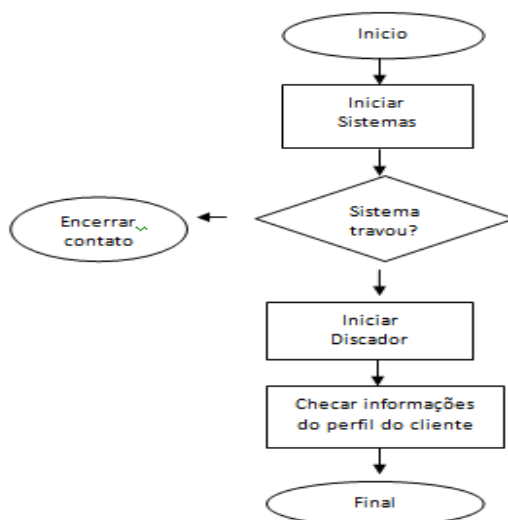 Inicio
Iniciar
Sistemas
Sistema
travou?
Encerrar
contato
Iniciar
Discador
Checar informações
do perfil do cliente
Final